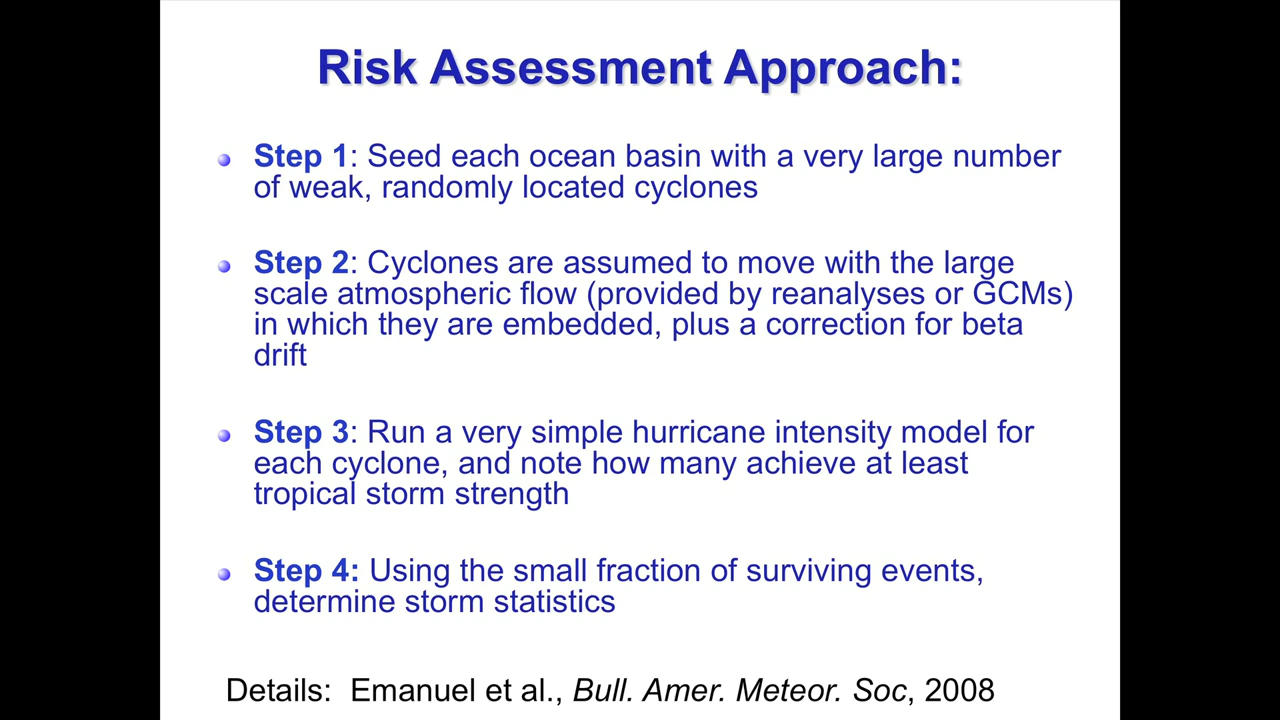 Risk Assessment Approach:
Step 1: Seed each ocean basin with a very large number
of weak, randomly located cyclones
Step 2: Cyclones are assumed to move with the large
scale atmospheric flow (provided by reanalyses or GCMs)
in which they are embedded, plus a correction for beta
drift
Step 3: Run a very simple hurricane intensity model for
each cyclone, and note how many achieve at least
tropical storm strength
Step 4: Using the small fraction of surviving events,
determine storm statistics
Details: Emanuel et al., Bull. Amer. Meteor. Soc, 2008